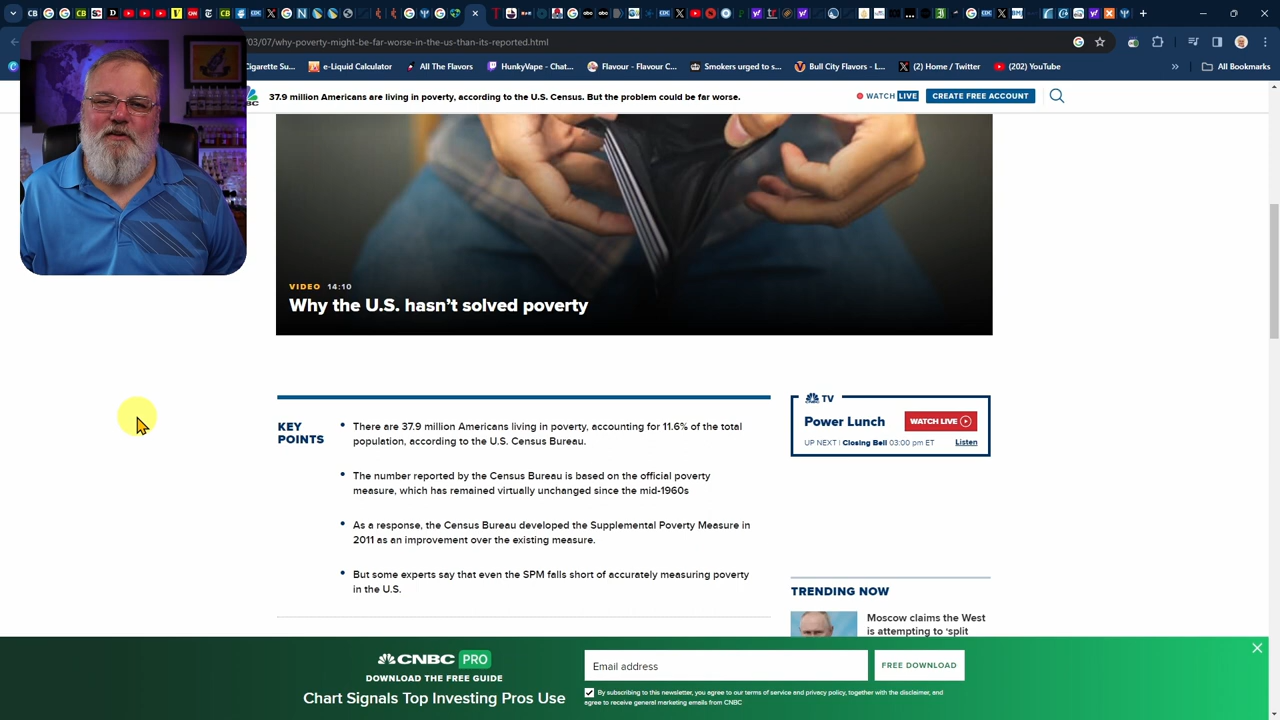 /03/07/why-poverty-might-be-far-worse-in-the-us-than-its-reported.html
Cigarette Su...
e-Liquid Calculator
All The Flavors
HunkyVape - Chat...
Flavour – Flavour C...
Smokers urged to s...
Bull City Flavors - L...
(2) Home / Twitter
(202) YouTube
»
All Bookmarks
37.9 million Americans are living in poverty, according to the U.S. Census. But the problem could be far worse.
WATCH LIVE
CREATE FREE ACCOUNT
VIDEO 14:10
Why the U.S. hasn't solved poverty
KEY
POINTS
There are 37.9 million Americans living in poverty, accounting for 11.6% of the total
population, according to the U.S. Census Bureau.
The number reported by the Census Bureau is based on the official poverty
measure, which has remained virtually unchanged since the mid-1960s
As a response, the Census Bureau developed the Supplemental Poverty Measure in
2011 as an improvement over the existing measure.
But some experts say that even the SPM falls short of accurately measuring poverty
in the U.S.
TV
Power Lunch
WATCH LIVE
UP NEXT | Closing Bell 03:00 pm ET
Listen
TRENDING NOW
Moscow claims the West
is attempting to 'split
CNBC PRO
DOWNLOAD THE FREE GUIDE
Chart Signals Top Investing Pros Use
Email address
FREE DOWNLOAD
By subscribing to this newsletter, you agree to our terms of service and privacy policy, together with the disclaimer, and
agree to receive general marketing emails from CNBC